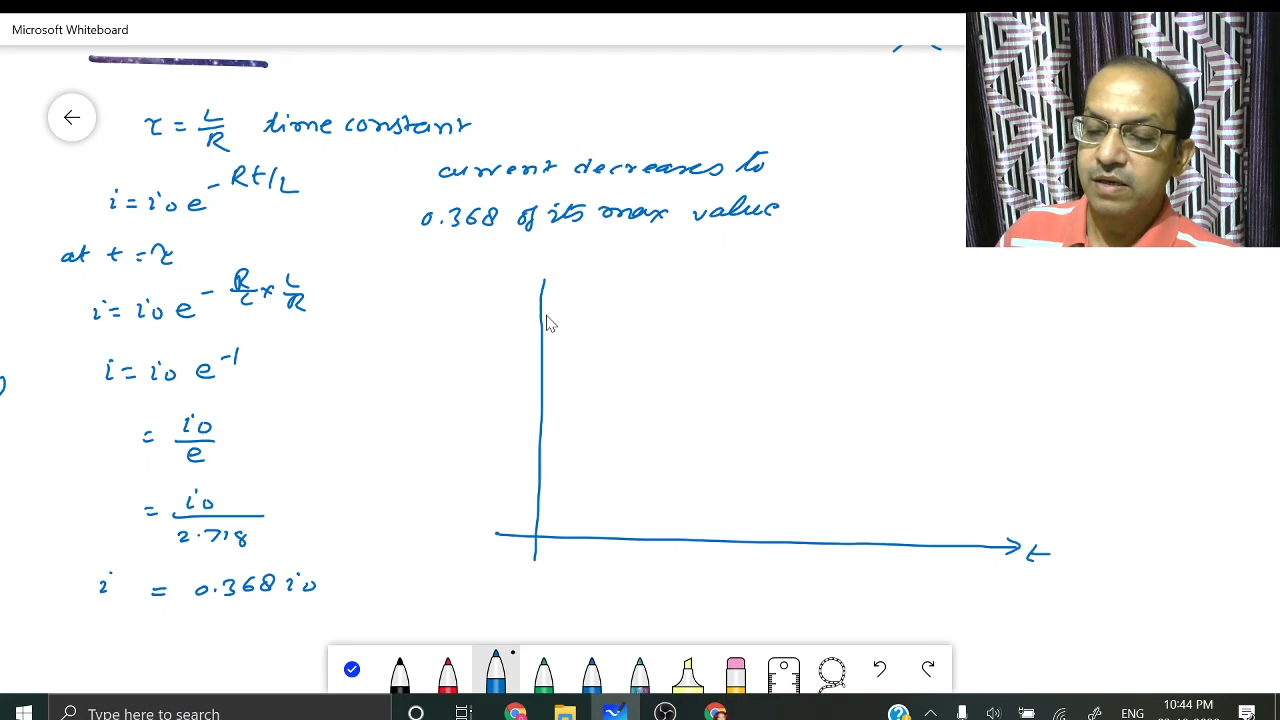 Microsoft Whiteboard
τ = L/R time constant
i = i0 e^-Rt/L
current decreases to
0.368 of its max value
at t = τ
i = i0 e^- R/L × L/R
i = i0 e^-1
= i0/e
= i0/2.718
i = 0.368 i0
t
Type here to search
10:44 PM
ENG